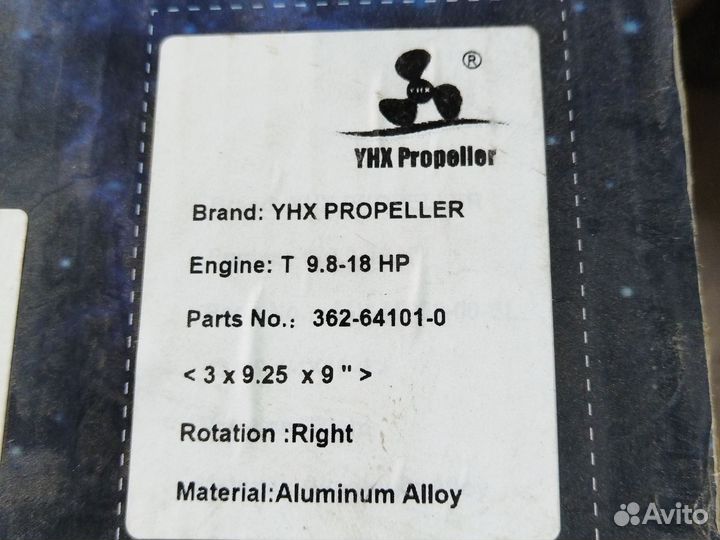 YHX
®
YHX Propeller
Brand: YHX PROPELLER
Engine: T 9.8-18 HP
Parts No.: 362-64101-0
< 3 x 9.25 x 9 " >
Rotation :Right
Material:Aluminum Alloy
Avito